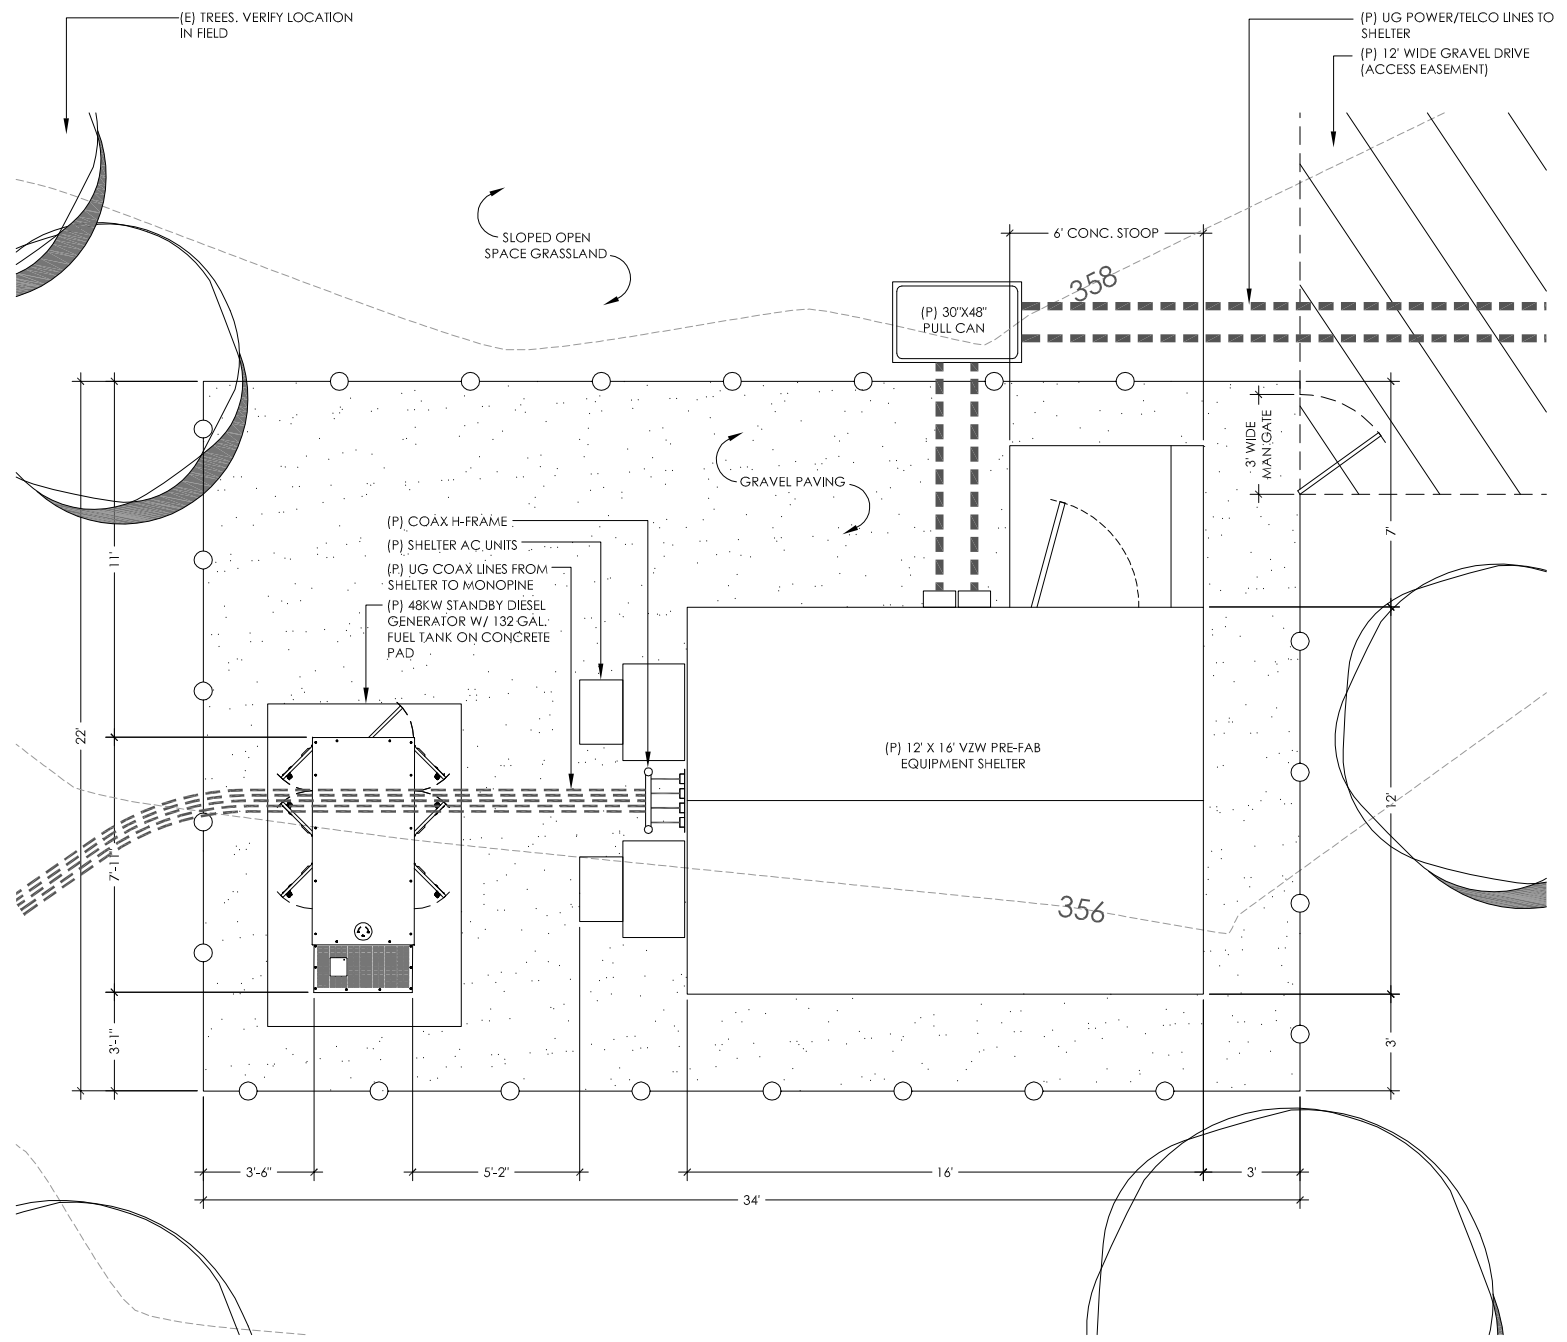 (E) TREES. VERIFY LOCATION
IN FIELD
(P) UG POWER/TELCO LINES TO
SHELTER
(P) 12' WIDE GRAVEL DRIVE
(ACCESS EASEMENT)
SLOPED OPEN
SPACE GRASSLAND
6' CONC. STOOP
358
(P) 30"X48"
PULL CAN
3' WIDE
MAN GATE
GRAVEL PAVING
(P) COAX H-FRAME
(P) SHELTER AC UNITS
(P) UG COAX LINES FROM
SHELTER TO MONOPINE
(P) 48KW STANDBY DIESEL
GENERATOR W/ 132 GAL.
FUEL TANK ON CONCRETE
PAD
11'
7'
22'
(P) 12' X 16' VZW PRE-FAB
EQUIPMENT SHELTER
12'
7'-11"
356
3'-1"
3'
3'-6"
5'-2"
16'
3'
34'